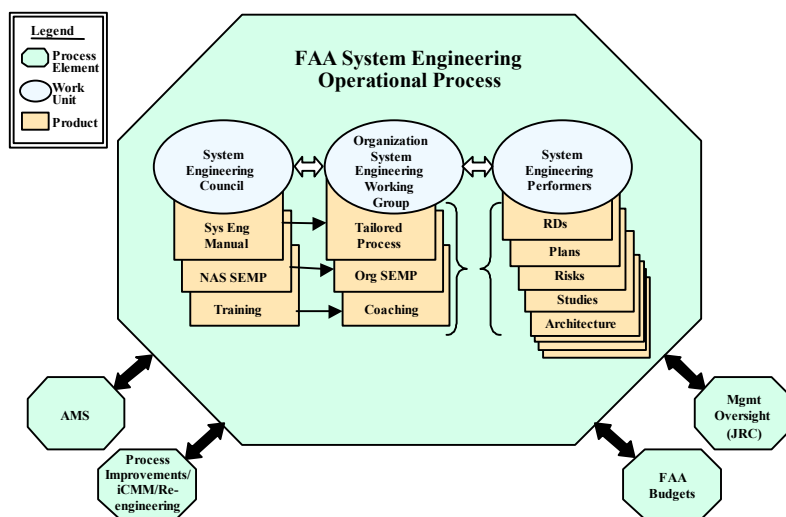 Legend
Process
Element
Work
Unit
Product
FAA System Engineering
Operational Process
System
Engineering
Council
Organization
System
Engineering
Working
Group
System
Engineering
Performers
Sys Eng
Manual
NAS SEMP
Training
Tailored
Process
Org SEMP
Coaching
RDs
Plans
Risks
Studies
Architecture
AMS
Process
Improvements/
iCMM/Re-
engineering
FAA
Budgets
Mgmt
Oversight
(JRC)